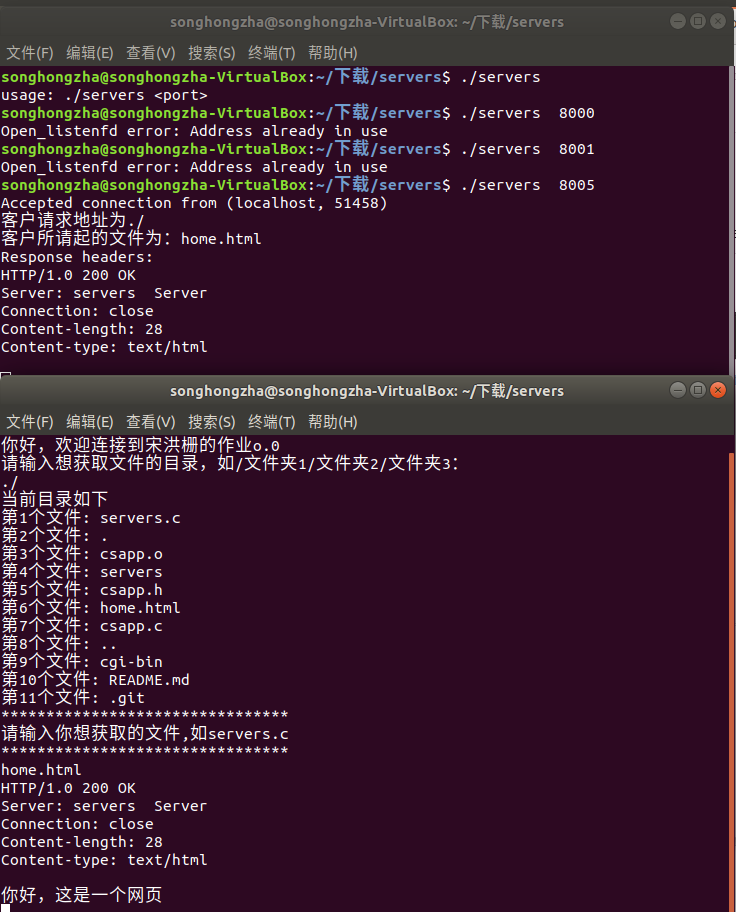 songhongzha@songhongzha-VirtualBox: ~/下载/servers
文件(F) 编辑(E) 查看(V) 搜索(S) 终端(T) 帮助(H)
songhongzha@songhongzha-VirtualBox:~/下载/servers$ ./servers
usage: ./servers <port>
songhongzha@songhongzha-VirtualBox:~/下载/servers$ ./servers  8000
Open_listenfd error: Address already in use
songhongzha@songhongzha-VirtualBox:~/下载/servers$ ./servers  8001
Open_listenfd error: Address already in use
songhongzha@songhongzha-VirtualBox:~/下载/servers$ ./servers  8005
Accepted connection from (localhost, 51458)
客户请求地址为./
客户所请起的文件为：home.html
Response headers:
HTTP/1.0 200 OK
Server: servers  Server
Connection: close
Content-length: 28
Content-type: text/html
songhongzha@songhongzha-VirtualBox: ~/下载/servers
文件(F) 编辑(E) 查看(V) 搜索(S) 终端(T) 帮助(H)
你好，欢迎连接到宋洪栅的作业o.0
请输入想获取文件的目录，如/文件夹1/文件夹2/文件夹3：
./
当前目录如下
第1个文件: servers.c
第2个文件: .
第3个文件: csapp.o
第4个文件: servers
第5个文件: csapp.h
第6个文件: home.html
第7个文件: csapp.c
第8个文件: ..
第9个文件: cgi-bin
第10个文件: README.md
第11个文件: .git
********************************
请输入你想获取的文件,如servers.c
********************************
home.html
HTTP/1.0 200 OK
Server: servers  Server
Connection: close
Content-length: 28
Content-type: text/html
你好，这是一个网页